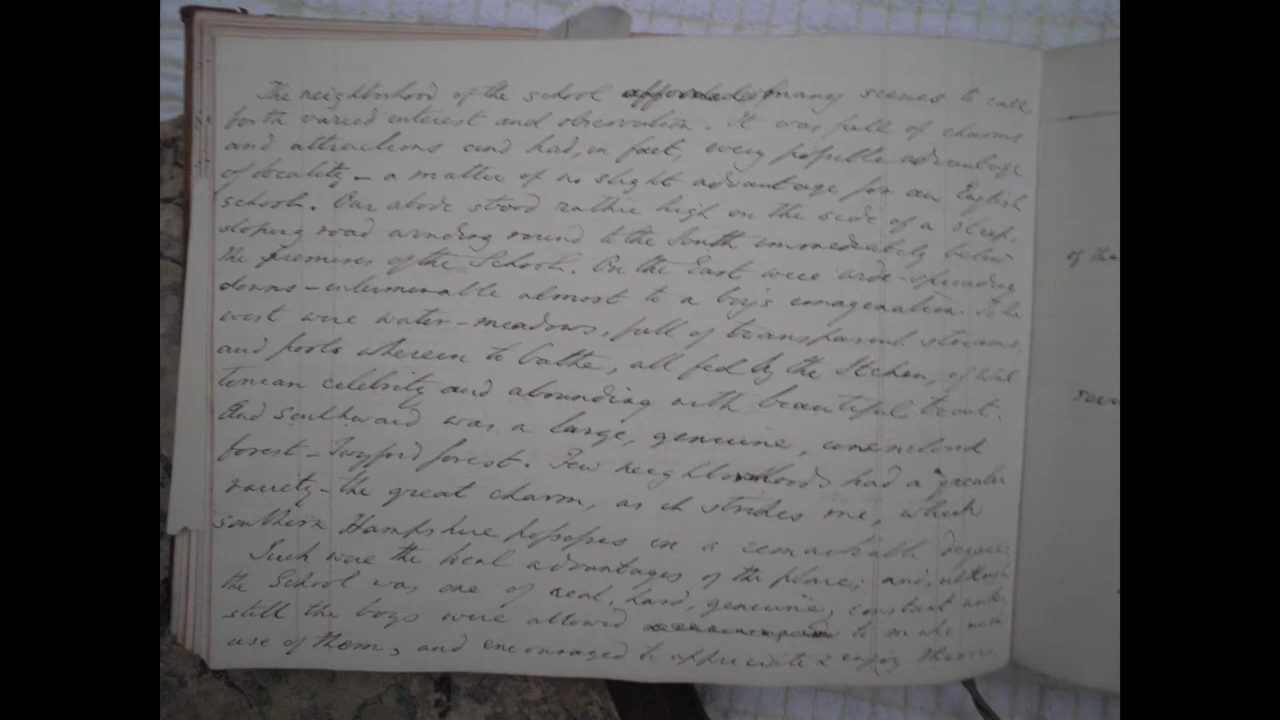 The neighborhood of the school afforded many scenes to call
forth varied interest and observation. It was full of charms
and attractions and had, in fact, every possible advantage
of locality – a matter of no slight advantage for an English
school. Our abode stood rather high on the side of a steep,
sloping road winding round to the South immediately below
the premises of the School. On the East were wide-spreading
downs – interminable almost to a boy's imagination. To the
west were water-meadows, full of transparent streams
and pools wherein to bathe, all fed by the Itchen, of Wal
tonian celebrity and abounding with beautiful trout.
And southward was a large, genuine, unenclosed
forest – Twyford forest. Few neighborhoods had a greater
variety – the great charm, as it strikes me, which
southern Hampshire possesses in a remarkable degree.
Such were the local advantages of the place; and,
the School was one of real, hard, genuine, constant
still the boys were allowed to make
use of them, and encouraged to appreciate & enjoy
of the